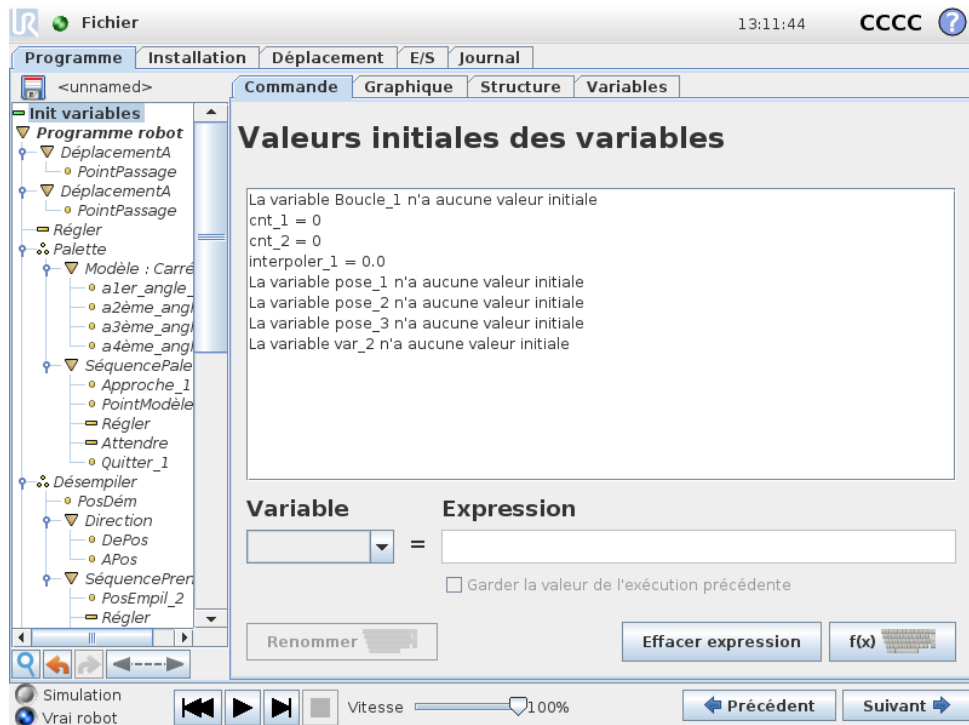 UR Fichier 13:11:44 CCCC ?
Programme Installation Déplacement E/S Journal
<unnamed> Commande Graphique Structure Variables
Init variables
Programme robot
DéplacementA
PointPassage
DéplacementA
PointPassage
Régler
Palette
Modèle : Carré
a1er_angle_
a2ème_angl
a3ème_angl
a4ème_angl
SéquencePale
Approche_1
PointModèle
Régler
Attendre
Quitter_1
Désempiler
PosDém
Direction
DePos
APos
SéquencePren
PosEmpil_2
Régler
Valeurs initiales des variables
La variable Boucle_1 n'a aucune valeur initiale
cnt_1 = 0
cnt_2 = 0
interpoler_1 = 0.0
La variable pose_1 n'a aucune valeur initiale
La variable pose_2 n'a aucune valeur initiale
La variable pose_3 n'a aucune valeur initiale
La variable var_2 n'a aucune valeur initiale
Variable Expression
=
Garder la valeur de l'exécution précédente
Renommer Effacer expression f(x)
Simulation
Vrai robot
Vitesse 100%
Précédent Suivant